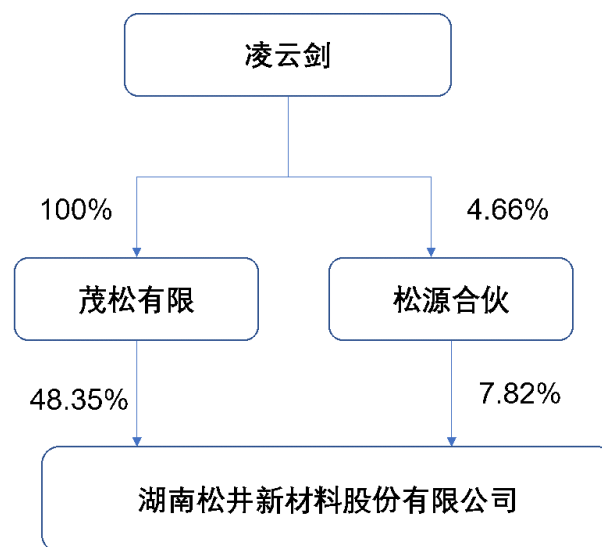 凌云剑
100%
4.66%
茂松有限
松源合伙
48.35%
7.82%
湖南松井新材料股份有限公司